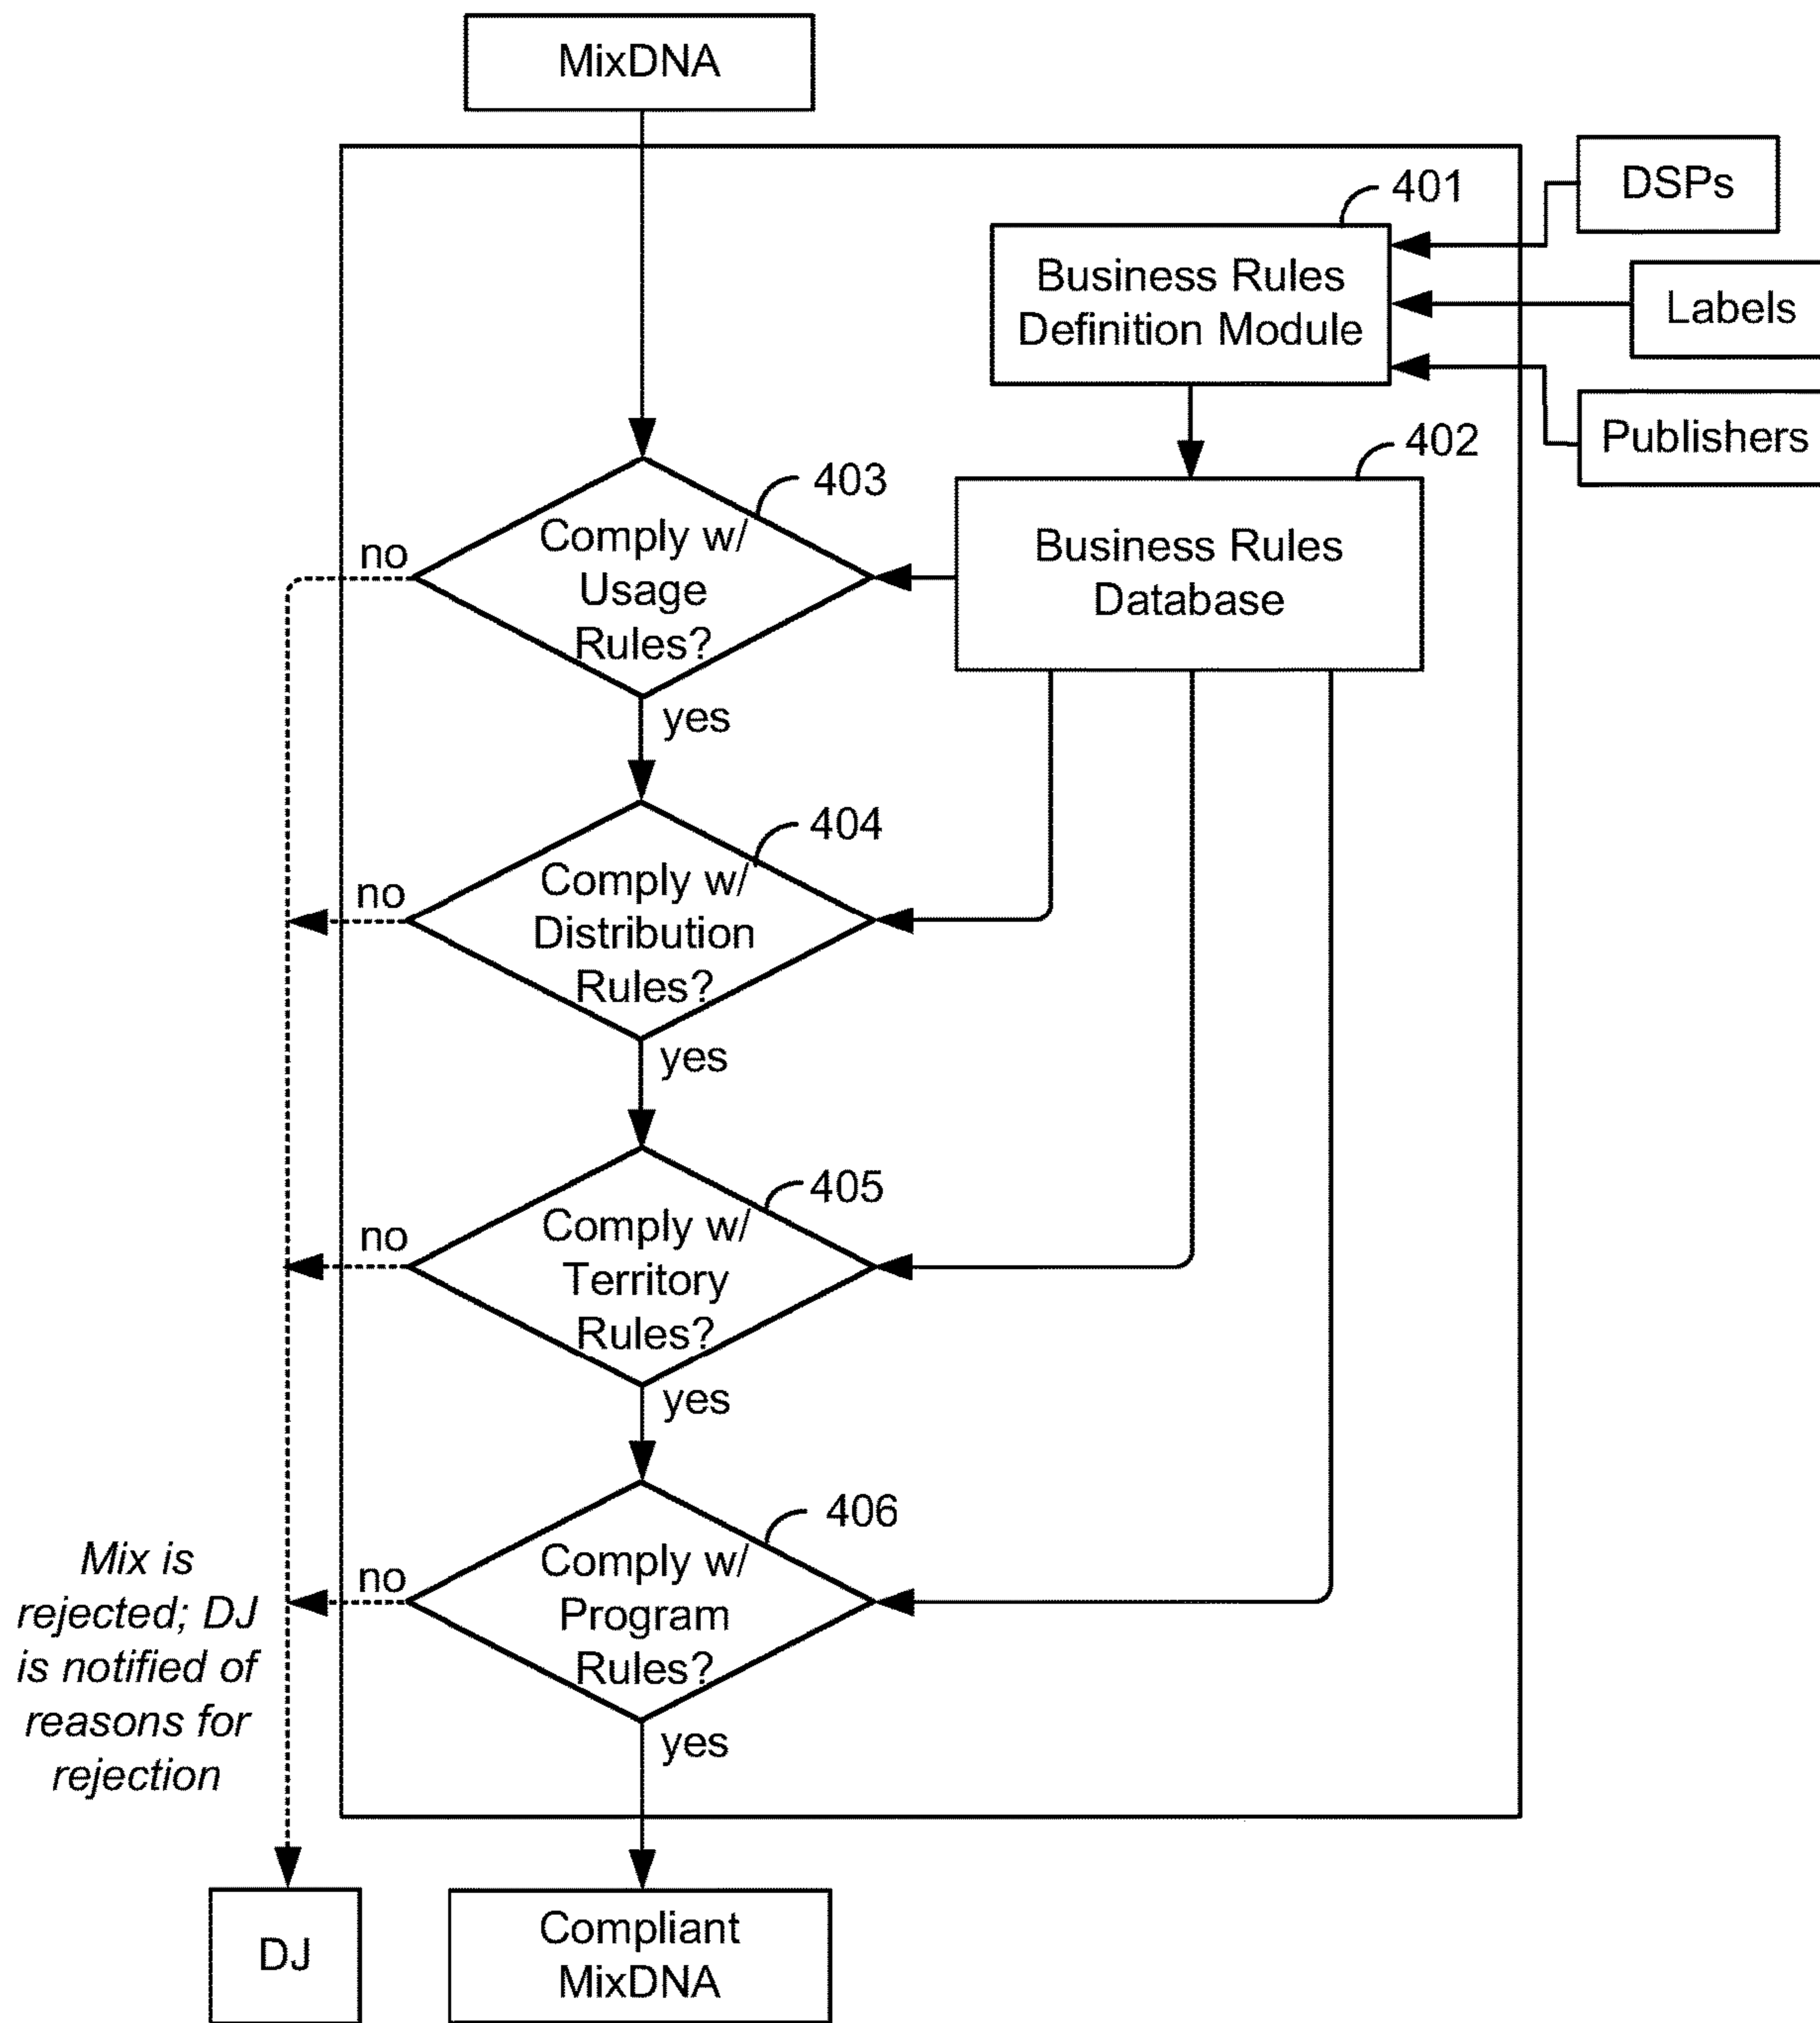 MixDNA
DSPs
401
Business Rules
Definition Module
Labels
Publishers
402
Business Rules
Database
403
Comply w/
Usage
Rules?
no
yes
404
Comply w/
Distribution
Rules?
no
yes
405
Comply w/
Territory
Rules?
no
yes
406
Comply w/
Program
Rules?
no
yes
Mix is
rejected; DJ
is notified of
reasons for
rejection
DJ
Compliant
MixDNA